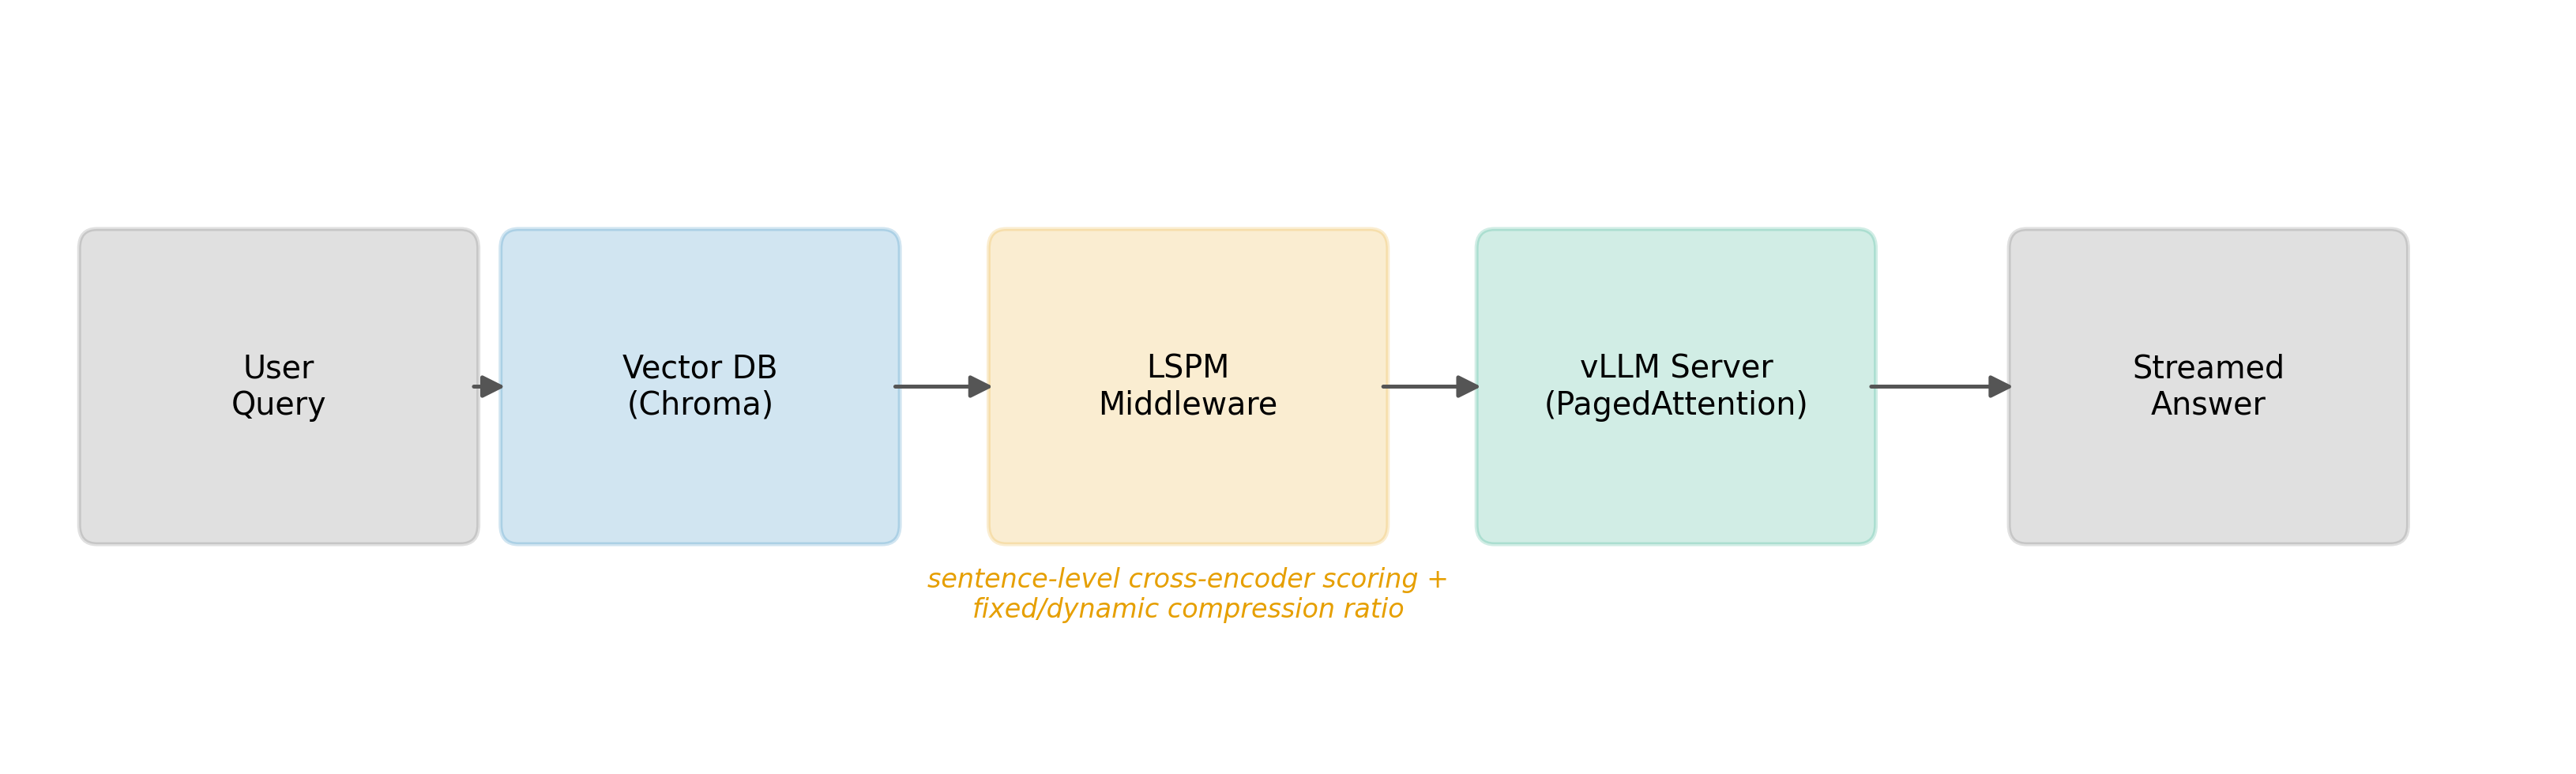 User
Query
Vector DB
(Chroma)
LSPM
Middleware
vLLM Server
(PagedAttention)
Streamed
Answer
sentence-level cross-encoder scoring +
fixed/dynamic compression ratio